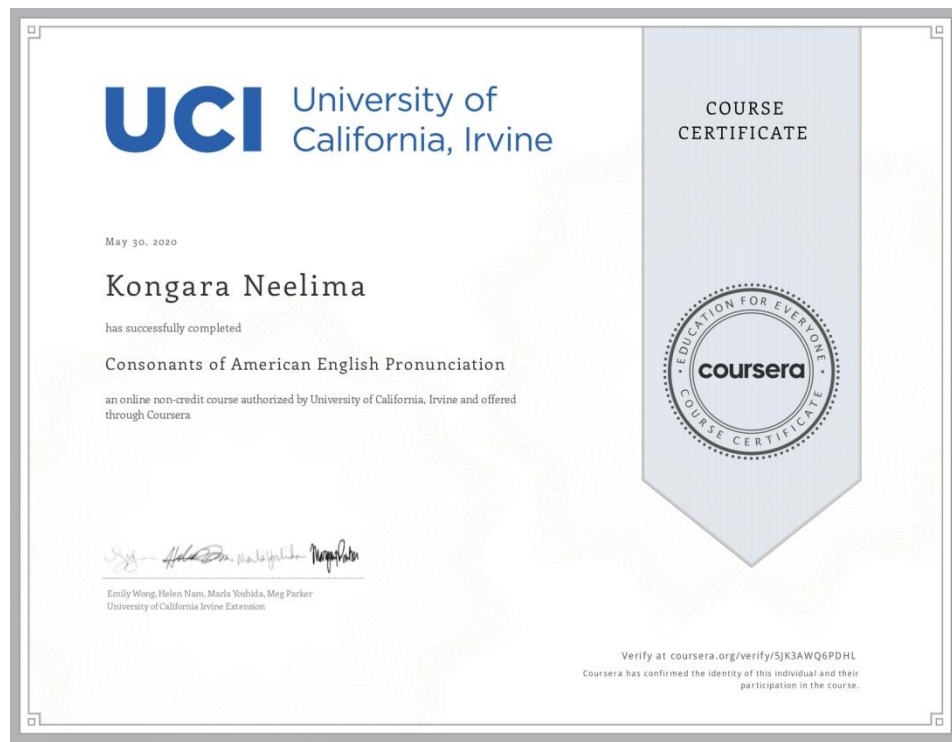 UCI University of
California, Irvine
COURSE
CERTIFICATE
May 30, 2020
Kongara Neelima
has successfully completed
Consonants of American English Pronunciation
an online non-credit course authorized by University of California, Irvine and offered
through Coursera
EDUCATION FOR EVERYONE
coursera
COURSE CERTIFICATE
Emily Wong, Helen Nam, Marla Yoshida, Meg Parker
University of California Irvine Extension
Verify at coursera.org/verify/5JK3AWQ6PDHL
Coursera has confirmed the identity of this individual and their
participation in the course.